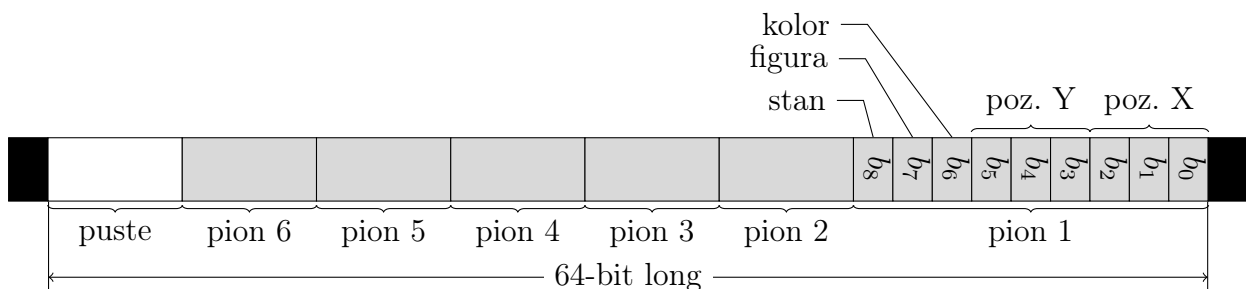 kolor
figura
stan
poz. Y poz. X
b₈ b₇ b₆ b₅ b₄ b₃ b₂ b₁ b₀
puste pion 6 pion 5 pion 4 pion 3 pion 2 pion 1
64-bit long